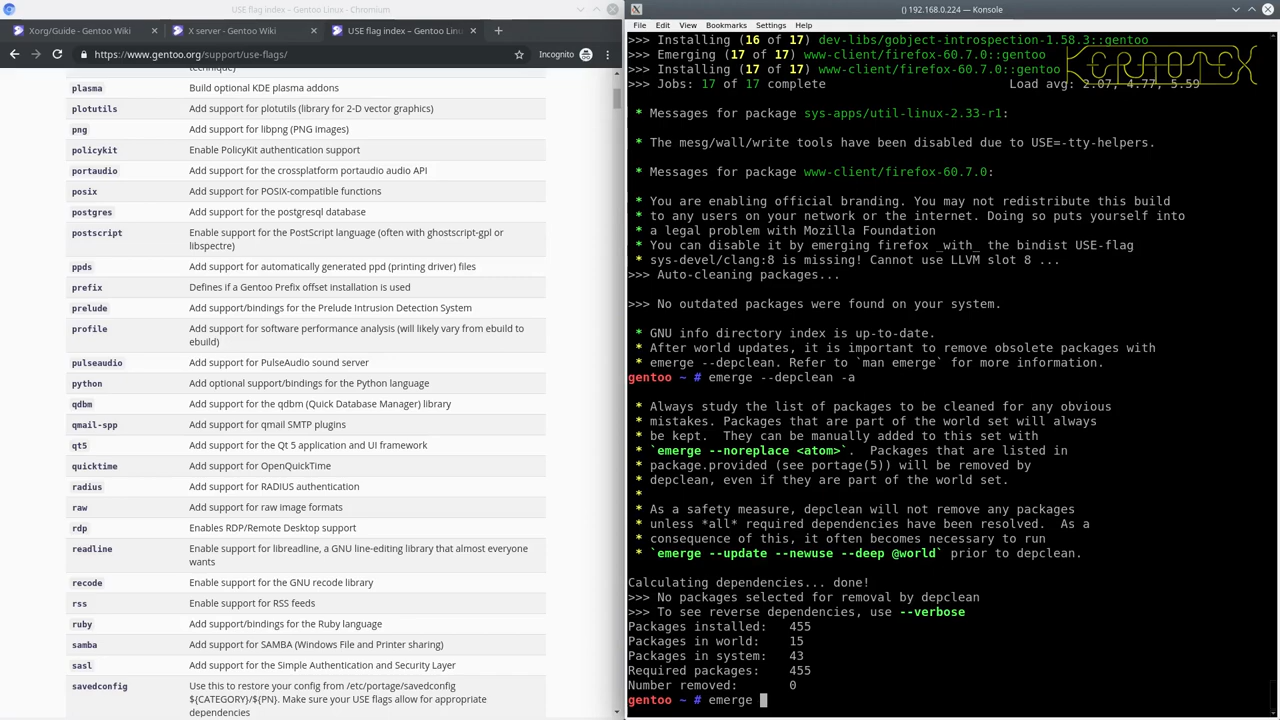 USE flag index – Gentoo Linux - Chromium
Xorg/Guide - Gentoo Wiki
X server - Gentoo Wiki
USE flag index – Gentoo Linux
https://www.gentoo.org/support/use-flags/
Incognito
technique)
plasma Build optional KDE plasma addons
plotutils Add support for plotutils (library for 2-D vector graphics)
png Add support for libpng (PNG images)
policykit Enable PolicyKit authentication support
portaudio Add support for the crossplatform portaudio audio API
posix Add support for POSIX-compatible functions
postgres Add support for the postgresql database
postscript Enable support for the PostScript language (often with ghostscript-gpl or
libspectre)
ppds Add support for automatically generated ppd (printing driver) files
prefix Defines if a Gentoo Prefix offset installation is used
prelude Add support/bindings for the Prelude Intrusion Detection System
profile Add support for software performance analysis (will likely vary from ebuild to
ebuild)
pulseaudio Add support for PulseAudio sound server
python Add optional support/bindings for the Python language
qdbm Add support for the qdbm (Quick Database Manager) library
qmail-spp Add support for qmail SMTP plugins
qt5 Add support for the Qt 5 application and UI framework
quicktime Add support for OpenQuickTime
radius Add support for RADIUS authentication
raw Add support for raw image formats
rdp Enables RDP/Remote Desktop support
readline Enable support for libreadline, a GNU line-editing library that almost everyone
wants
recode Enable support for the GNU recode library
rss Enable support for RSS feeds
ruby Add support/bindings for the Ruby language
samba Add support for SAMBA (Windows File and Printer sharing)
sasl Add support for the Simple Authentication and Security Layer
savedconfig Use this to restore your config from /etc/portage/savedconfig
${CATEGORY}/${PN}. Make sure your USE flags allow for appropriate
dependencies
() 192.168.0.224 — Konsole
File Edit View Bookmarks Settings Help
>>> Installing (16 of 17) dev-libs/gobject-introspection-1.58.3::gentoo
>>> Emerging (17 of 17) www-client/firefox-60.7.0::gentoo
>>> Installing (17 of 17) www-client/firefox-60.7.0::gentoo
>>> Jobs: 17 of 17 complete Load avg: 2.07, 4.77, 5.59
* Messages for package sys-apps/util-linux-2.33-r1:
* The mesg/wall/write tools have been disabled due to USE=-tty-helpers.
* Messages for package www-client/firefox-60.7.0:
* You are enabling official branding. You may not redistribute this build
* to any users on your network or the internet. Doing so puts yourself into
* a legal problem with Mozilla Foundation
* You can disable it by emerging firefox _with_ the bindist USE-flag
* sys-devel/clang:8 is missing! Cannot use LLVM slot 8 ...
>>> Auto-cleaning packages...
>>> No outdated packages were found on your system.
* GNU info directory index is up-to-date.
* After world updates, it is important to remove obsolete packages with
* emerge --depclean. Refer to `man emerge` for more information.
gentoo ~ # emerge --depclean -a
* Always study the list of packages to be cleaned for any obvious
* mistakes. Packages that are part of the world set will always
* be kept. They can be manually added to this set with
* `emerge --noreplace <atom>`. Packages that are listed in
* package.provided (see portage(5)) will be removed by
* depclean, even if they are part of the world set.
*
* As a safety measure, depclean will not remove any packages
* unless *all* required dependencies have been resolved. As a
* consequence of this, it often becomes necessary to run
* `emerge --update --newuse --deep @world` prior to depclean.
Calculating dependencies... done!
>>> No packages selected for removal by depclean
>>> To see reverse dependencies, use --verbose
Packages installed: 455
Packages in world: 15
Packages in system: 43
Required packages: 455
Number removed: 0
gentoo ~ # emerge